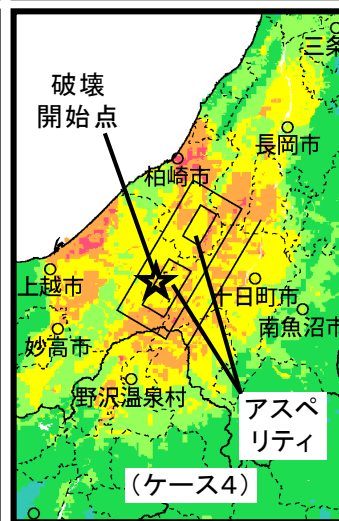 三条
破壊
開始点
長岡市
柏崎市
上越市
十日町市
南魚沼市
妙高市
野沢温泉村
アスペ
リティ
（ケース4）